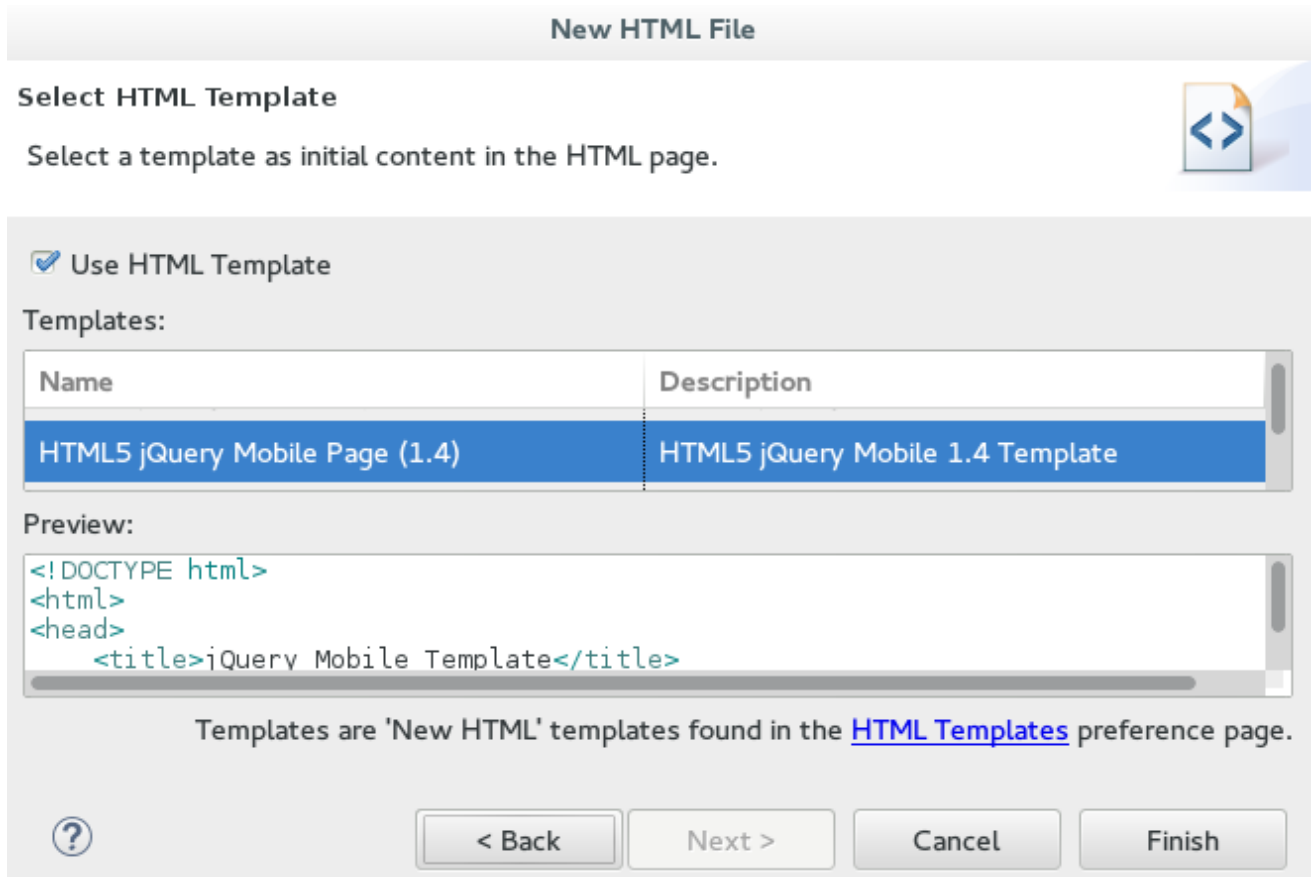 New HTML File
Select HTML Template
Select a template as initial content in the HTML page.
Use HTML Template
Templates:
Name Description
HTML5 jQuery Mobile Page (1.4) HTML5 jQuery Mobile 1.4 Template
Preview:
<!DOCTYPE html>
<html>
<head>
<title>jQuery Mobile Template</title>
Templates are 'New HTML' templates found in the HTML Templates preference page.
? < Back Next > Cancel Finish